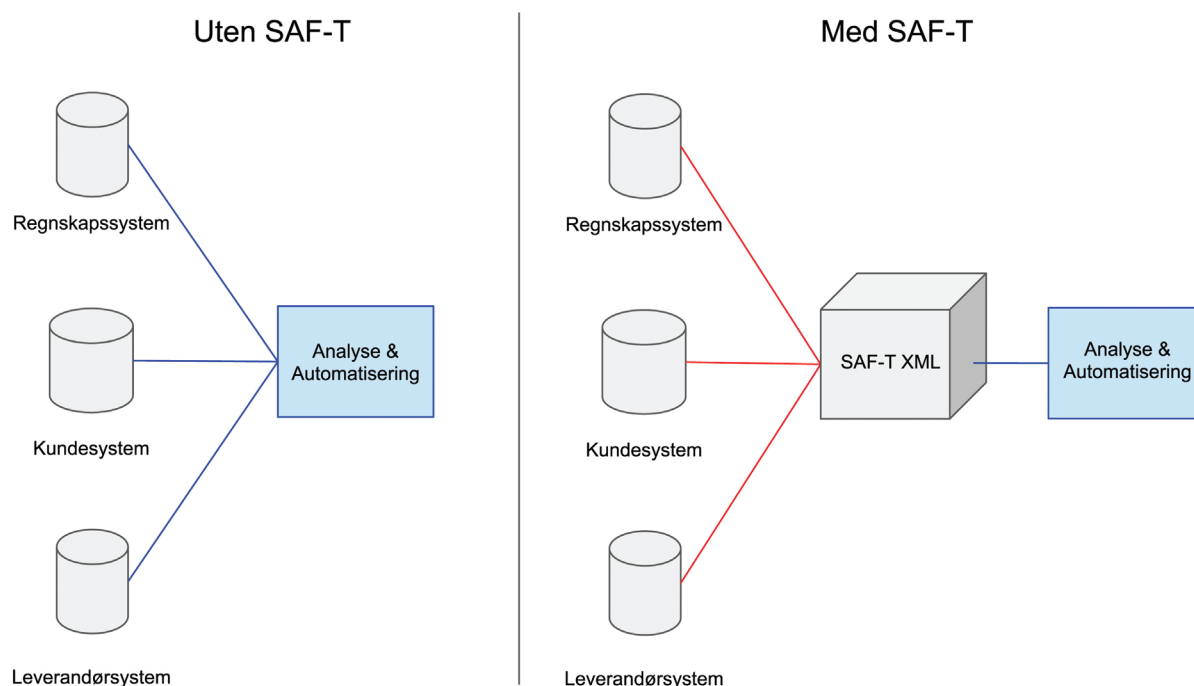 Uten SAF-T
Regnskapssystem
Kundesystem
Leverandørsystem
Analyse &
Automatisering
Med SAF-T
Regnskapssystem
Kundesystem
Leverandørsystem
SAF-T XML
Analyse &
Automatisering